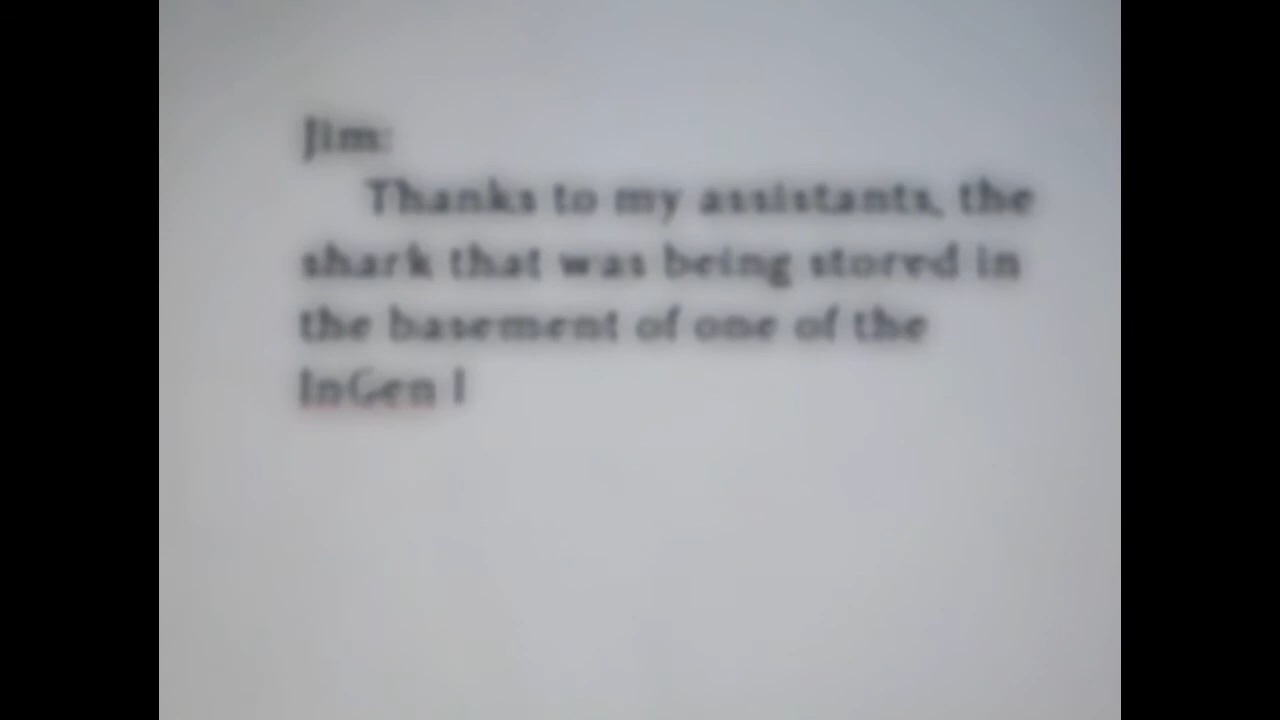 Jim:
Thanks to my assistants, the
shark that was being stored in
the basement of one of the
InGen l